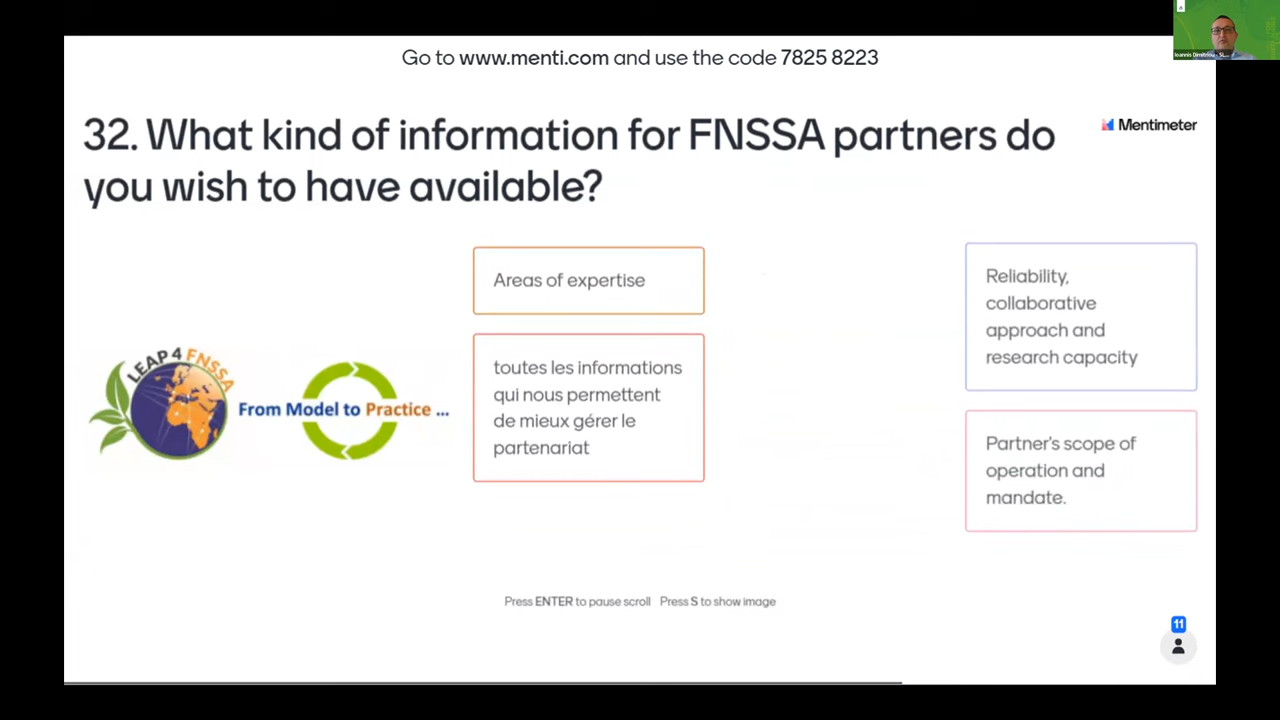 Go to www.menti.com and use the code 7825 8223
32. What kind of information for FNSSA partners do
you wish to have available?
Mentimeter
LEAP4FNSSA
From Model to Practice ...
Areas of expertise
toutes les informations
qui nous permettent
de mieux gérer le
partenariat
Reliability,
collaborative
approach and
research capacity
Partner's scope of
operation and
mandate.
Press ENTER to pause scroll Press S to show image
11
Ioannis Dimitriou - SL...